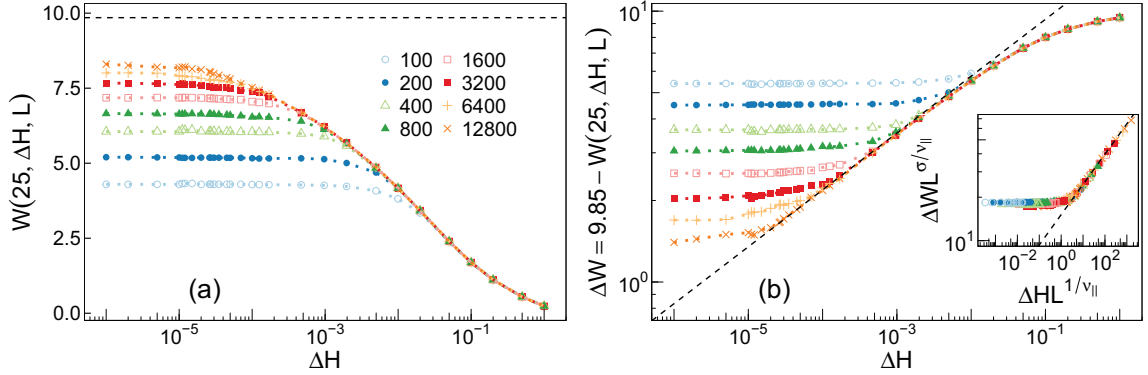 W(25, ΔH, L)
10.0
7.5
5.0
2.5
0.0
100 1600
200 3200
400 6400
800 12800
(a)
10⁻⁵ 10⁻³ 10⁻¹
ΔH
ΔW = 9.85 − W(25, ΔH, L)
10¹
10⁰
(b)
10⁻⁵ 10⁻³ 10⁻¹
ΔH
ΔWL^σ/ν∥
10¹
10⁻² 10⁰ 10²
ΔHL^1/ν∥